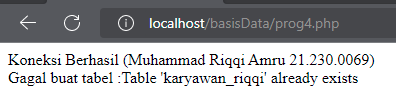 localhost/basisData/prog4.php
Koneksi Berhasil (Muhammad Riqqi Amru 21.230.0069)
Gagal buat tabel :Table 'karyawan_riqqi' already exists